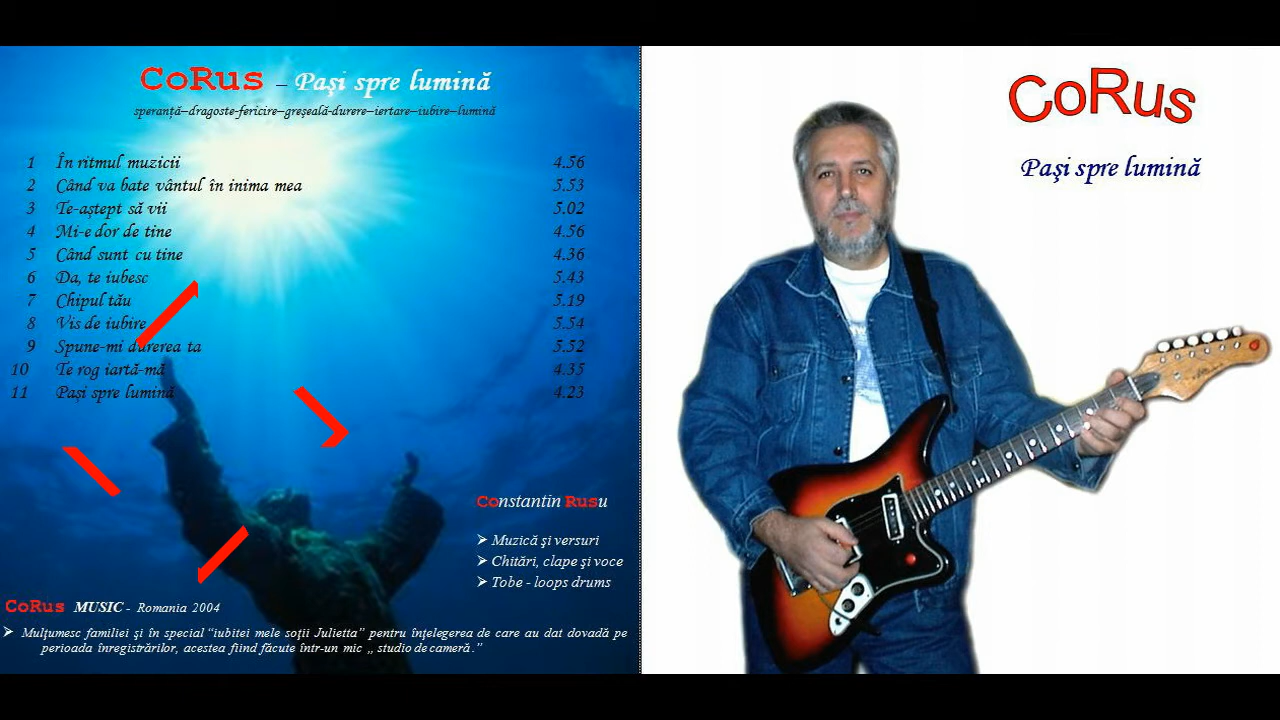 CoRus – Paşi spre lumină
speranţă–dragoste-fericire–greşeală-durere–iertare–iubire–lumină
1 În ritmul muzicii 4.56
2 Când va bate vântul în inima mea 5.53
3 Te-aştept să vii 5.02
4 Mi-e dor de tine 4.56
5 Când sunt cu tine 4.36
6 Da, te iubesc 5.43
7 Chipul tău 5.19
8 Vis de iubire 5.54
9 Spune-mi durerea ta 5.52
10 Te rog iartă-mă 4.35
11 Paşi spre lumină 4.23
Constantin Rusu
➢ Muzică şi versuri
➢ Chitări, clape şi voce
➢ Tobe - loops drums
CoRus MUSIC - Romania 2004
➢ Mulţumesc familiei şi în special “iubitei mele soţii Julietta” pentru înţelegerea de care au dat dovadă pe
perioada înregistrărilor, acestea fiind făcute într-un mic „ studio de cameră .”
CoRus
Paşi spre lumină